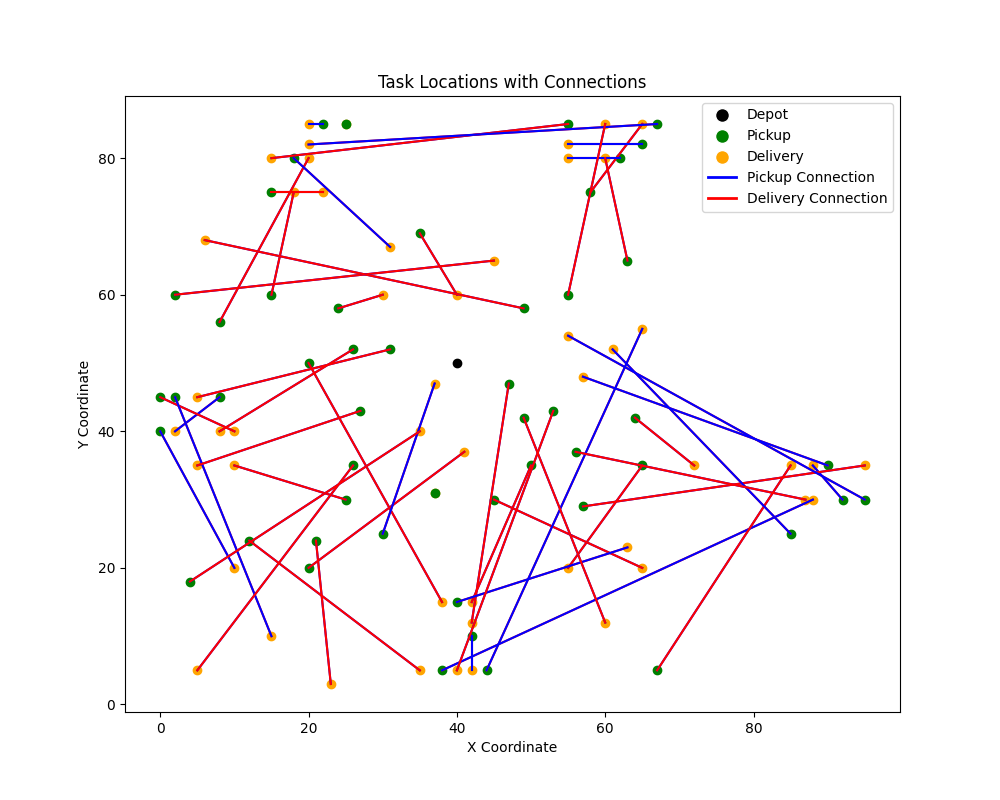 Task Locations with Connections
Depot
Pickup
Delivery
Pickup Connection
Delivery Connection
Y Coordinate
80
60
40
20
0
0 20 40 60 80
X Coordinate